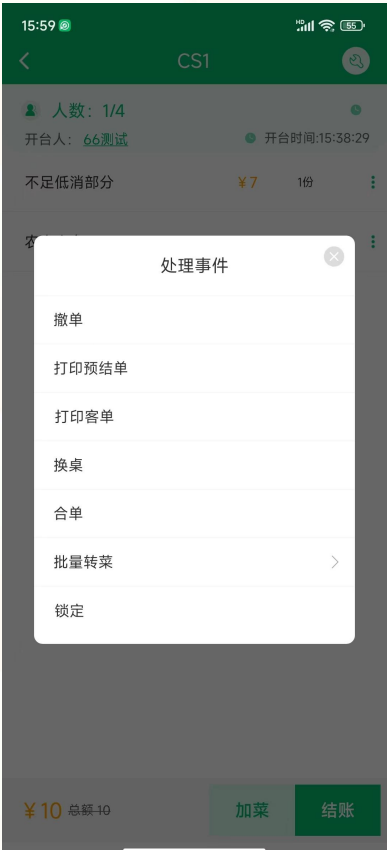 15:59 HD 55
CS1
人数：1/4
开台人：66测试 开台时间:15:38:29
不足低消部分 ¥7 1份
农
处理事件
撤单
打印预结单
打印客单
换桌
合单
批量转菜
锁定
¥10 总额 10 加菜 结账